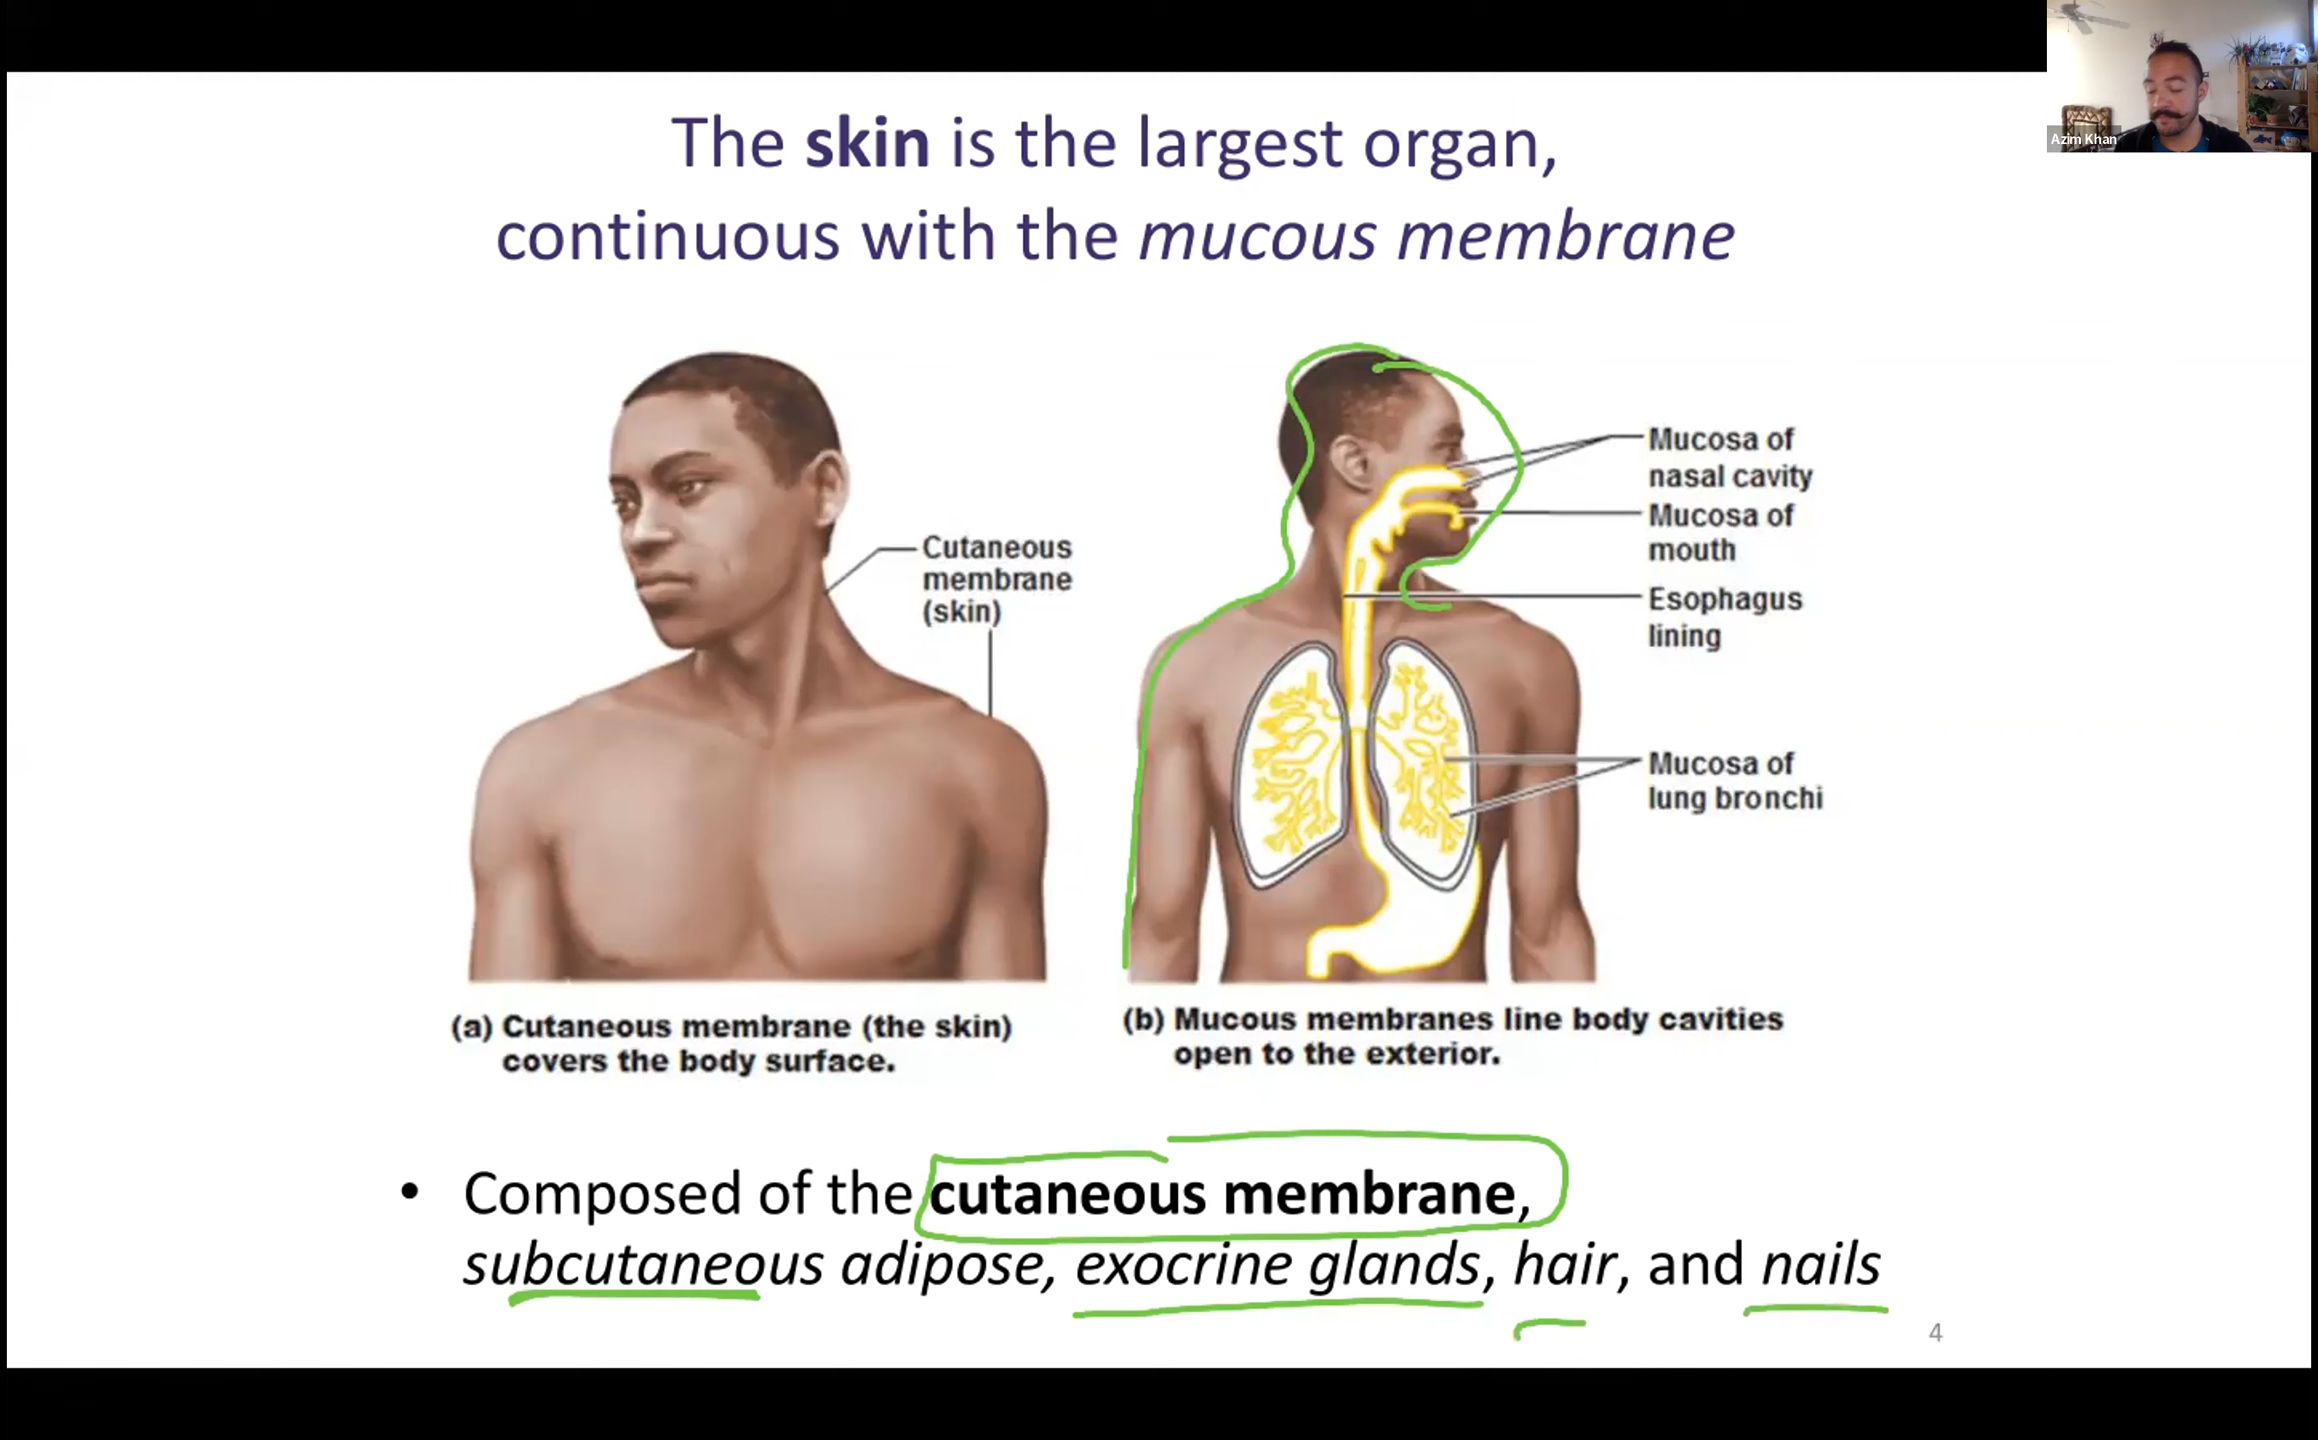 Azim Khan
The skin is the largest organ,
continuous with the mucous membrane
Cutaneous
membrane
(skin)
Mucosa of
nasal cavity
Mucosa of
mouth
Esophagus
lining
Mucosa of
lung bronchi
(a) Cutaneous membrane (the skin)
covers the body surface.
(b) Mucous membranes line body cavities
open to the exterior.
• Composed of the cutaneous membrane,
subcutaneous adipose, exocrine glands, hair, and nails
4